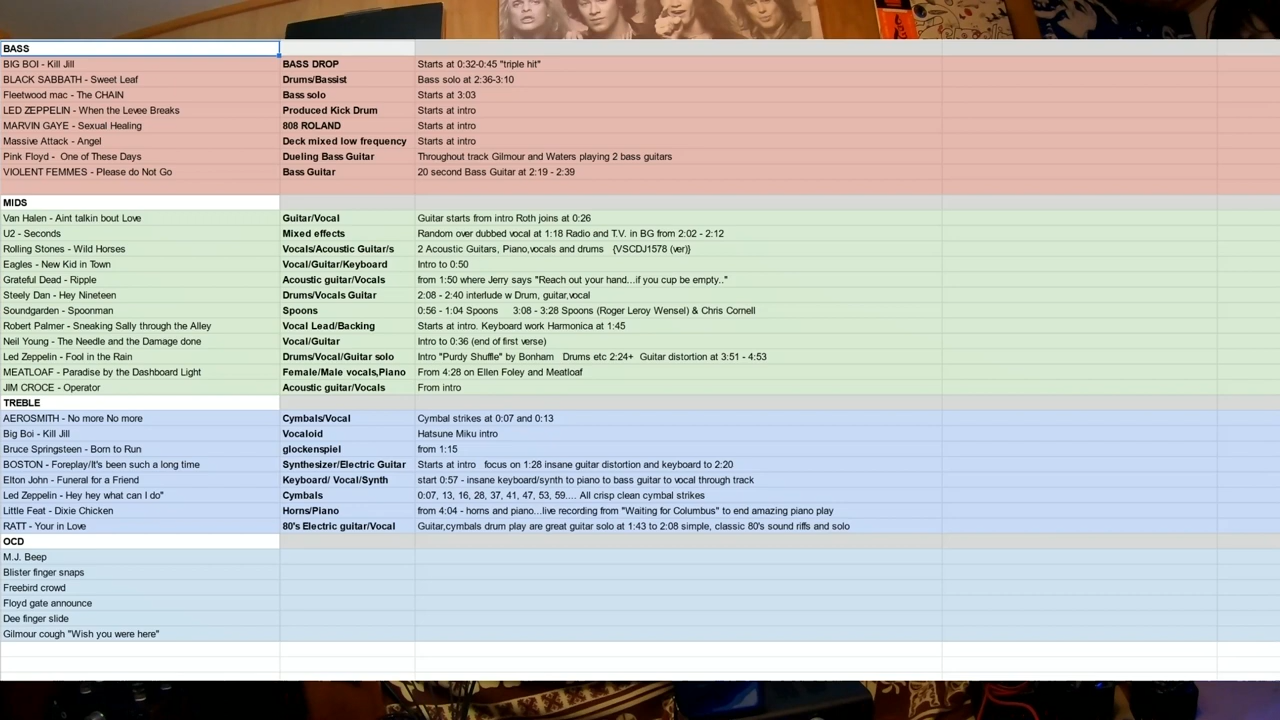 BASS
BIG BOI - Kill Jill BASS DROP Starts at 0:32-0:45 "triple hit"
BLACK SABBATH - Sweet Leaf Drums/Bassist Bass solo at 2:36-3:10
Fleetwood mac - The CHAIN Bass solo Starts at 3:03
LED ZEPPELIN - When the Levee Breaks Produced Kick Drum Starts at intro
MARVIN GAYE - Sexual Healing 808 ROLAND Starts at intro
Massive Attack - Angel Deck mixed low frequency Starts at intro
Pink Floyd - One of These Days Dueling Bass Guitar Throughout track Gilmour and Waters playing 2 bass guitars
VIOLENT FEMMES - Please do Not Go Bass Guitar 20 second Bass Guitar at 2:19 - 2:39
MIDS
Van Halen - Aint talkin bout Love Guitar/Vocal Guitar starts from intro Roth joins at 0:26
U2 - Seconds Mixed effects Random over dubbed vocal at 1:18 Radio and T.V. in BG from 2:02 - 2:12
Rolling Stones - Wild Horses Vocals/Acoustic Guitar/s 2 Acoustic Guitars, Piano,vocals and drums {VSCDJ1578 (ver)}
Eagles - New Kid in Town Vocal/Guitar/Keyboard Intro to 0:50
Grateful Dead - Ripple Acoustic guitar/Vocals from 1:50 where Jerry says "Reach out your hand...if you cup be empty.."
Steely Dan - Hey Nineteen Drums/Vocals Guitar 2:08 - 2:40 interlude w Drum, guitar,vocal
Soundgarden - Spoonman Spoons 0:56 - 1:04 Spoons 3:08 - 3:28 Spoons (Roger Leroy Wensel) & Chris Cornell
Robert Palmer - Sneaking Sally through the Alley Vocal Lead/Backing Starts at intro. Keyboard work Harmonica at 1:45
Neil Young - The Needle and the Damage done Vocal/Guitar Intro to 0:36 (end of first verse)
Led Zeppelin - Fool in the Rain Drums/Vocal/Guitar solo Intro "Purdy Shuffle" by Bonham Drums etc 2:24+ Guitar distortion at 3:51 - 4:53
MEATLOAF - Paradise by the Dashboard Light Female/Male vocals,Piano From 4:28 on Ellen Foley and Meatloaf
JIM CROCE - Operator Acoustic guitar/Vocals From intro
TREBLE
AEROSMITH - No more No more Cymbals/Vocal Cymbal strikes at 0:07 and 0:13
Big Boi - Kill Jill Vocaloid Hatsune Miku intro
Bruce Springsteen - Born to Run glockenspiel from 1:15
BOSTON - Foreplay/It's been such a long time Synthesizer/Electric Guitar Starts at intro focus on 1:28 insane guitar distortion and keyboard to 2:20
Elton John - Funeral for a Friend Keyboard/ Vocal/Synth start 0:57 - insane keyboard/synth to piano to bass guitar to vocal through track
Led Zeppelin - Hey hey what can I do" Cymbals 0:07, 13, 16, 28, 37, 41, 47, 53, 59.... All crisp clean cymbal strikes
Little Feat - Dixie Chicken Horns/Piano from 4:04 - horns and piano...live recording from "Waiting for Columbus" to end amazing piano play
RATT - Your in Love 80's Electric guitar/Vocal Guitar,cymbals drum play are great guitar solo at 1:43 to 2:08 simple, classic 80's sound riffs and solo
OCD
M.J. Beep
Blister finger snaps
Freebird crowd
Floyd gate announce
Dee finger slide
Gilmour cough "Wish you were here"